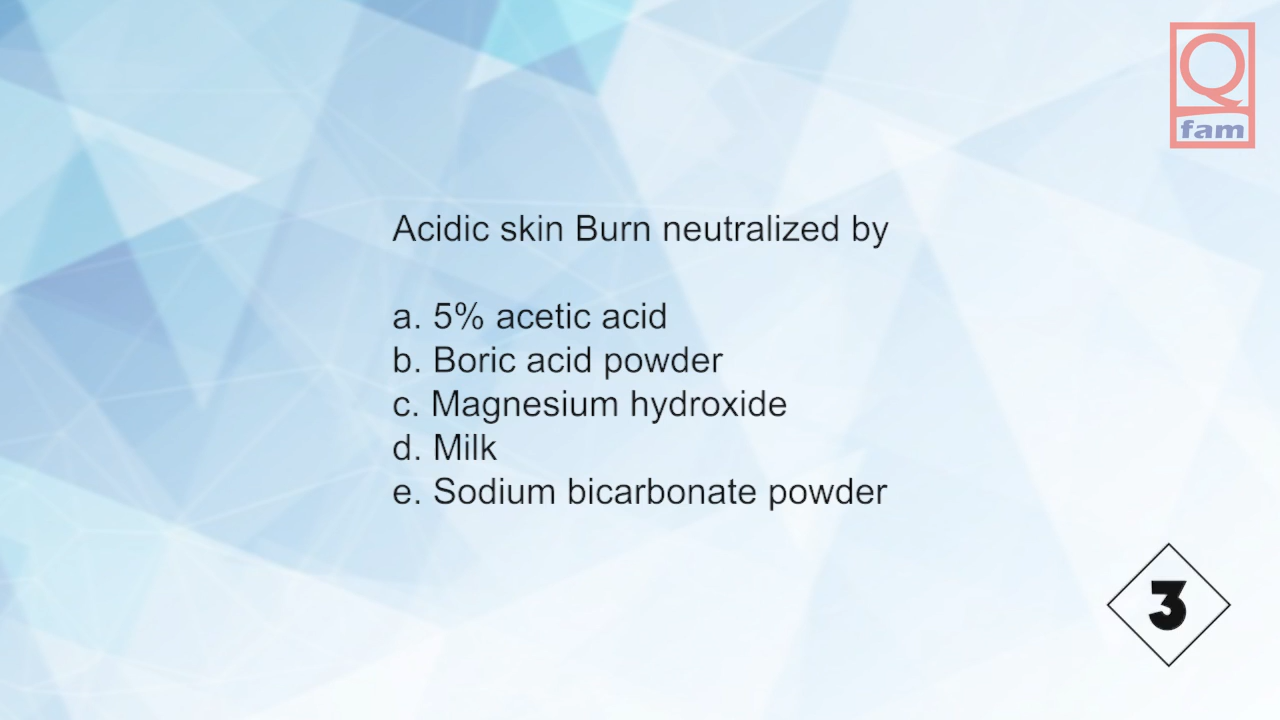 Q
fam
Acidic skin Burn neutralized by
a. 5% acetic acid
b. Boric acid powder
c. Magnesium hydroxide
d. Milk
e. Sodium bicarbonate powder
3